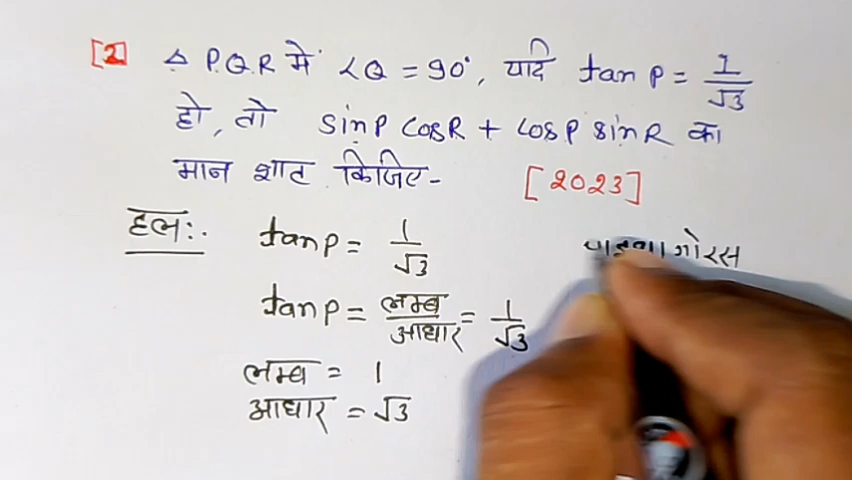 [2] △ P.Q.R में ∠Q = 90°, यदि tan P = 1/√3
हो, तो sinP CosR + CosP sinR का
मान ज्ञात किजिए-
[2023]
हल:-
tanP = 1/√3
tanP = लम्ब/आधार = 1/√3
लम्ब = 1
आधार = √3